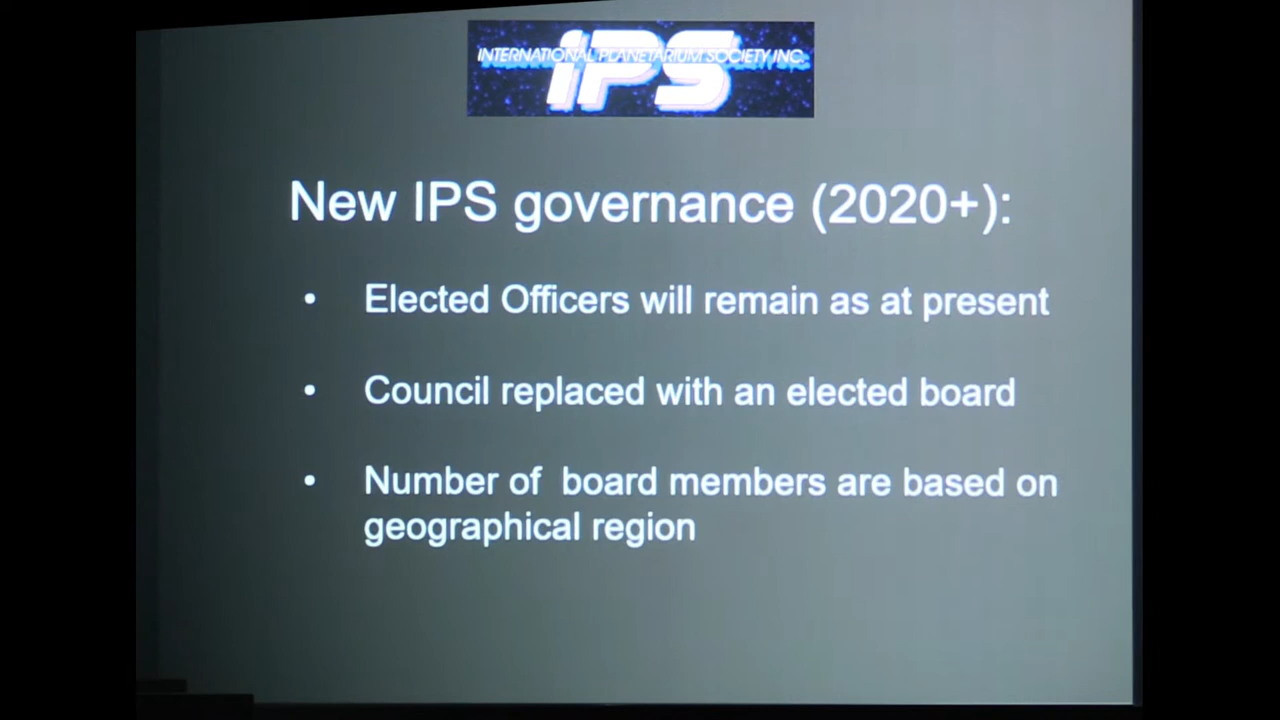 INTERNATIONAL PLANETARIUM SOCIETY INC.
iPS
New IPS governance (2020+):
• Elected Officers will remain as at present
• Council replaced with an elected board
• Number of  board members are based on
geographical region